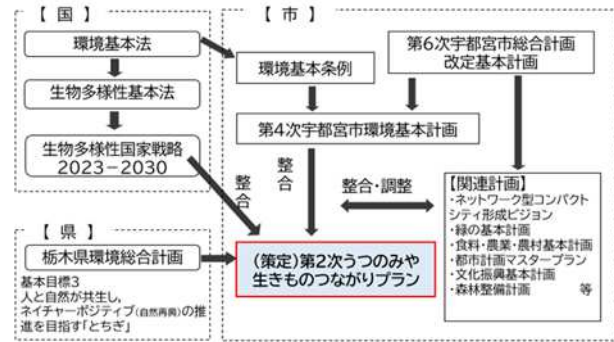 【 国 】
環境基本法
生物多様性基本法
生物多様性国家戦略
2023－2030
【 県 】
栃木県環境総合計画
基本目標３
人と自然が共生し,
ネイチャーポジティブ(自然再興)の推
進を目指す「とちぎ」
【 市 】
環境基本条例
第6次宇都宮市総合計画
改定基本計画
第4次宇都宮市環境基本計画
整合
整合
整合・調整
(策定)第2次うつのみや
生きものつながりプラン
【関連計画】
・ネットワーク型コンパクト
シティ形成ビジョン
・緑の基本計画
・食料・農業・農村基本計画
・都市計画マスタープラン
・文化振興基本計画
・森林整備計画 等